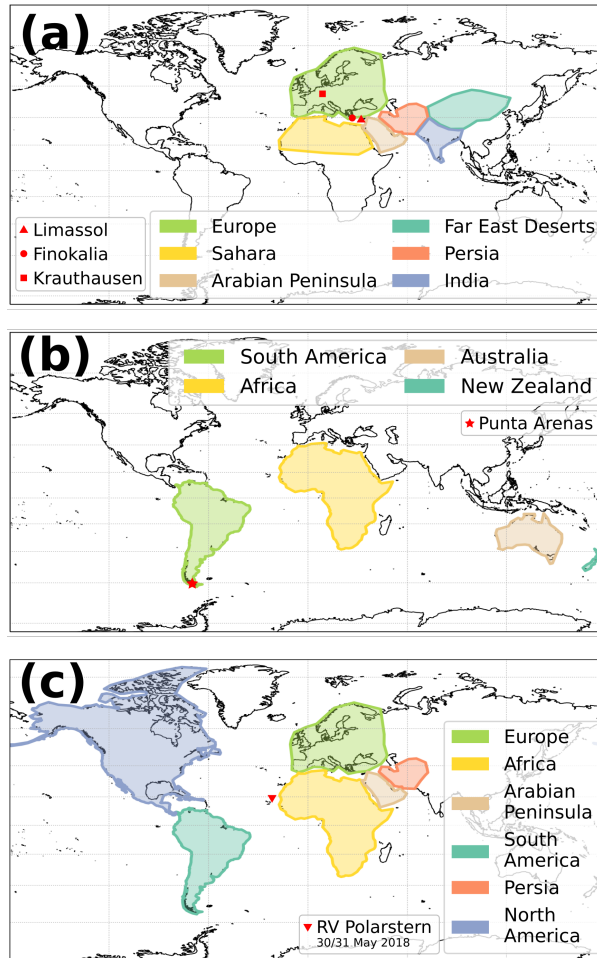 (a)
Limassol
Finokalia
Krauthausen
Europe
Sahara
Arabian Peninsula
Far East Deserts
Persia
India
(b)
South America
Africa
Australia
New Zealand
Punta Arenas
(c)
Europe
Africa
Arabian
Peninsula
South
America
Persia
North
America
RV Polarstern
30/31 May 2018